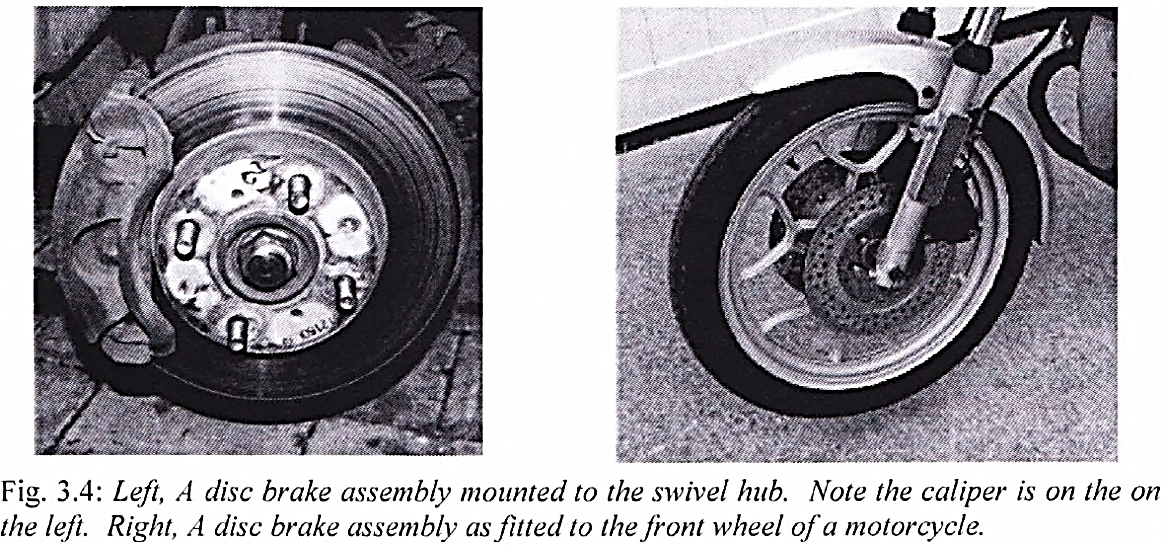 Fig. 3.4: Left, A disc brake assembly mounted to the swivel hub.  Note the caliper is on the on
the left.  Right, A disc brake assembly as fitted to the front wheel of a motorcycle.